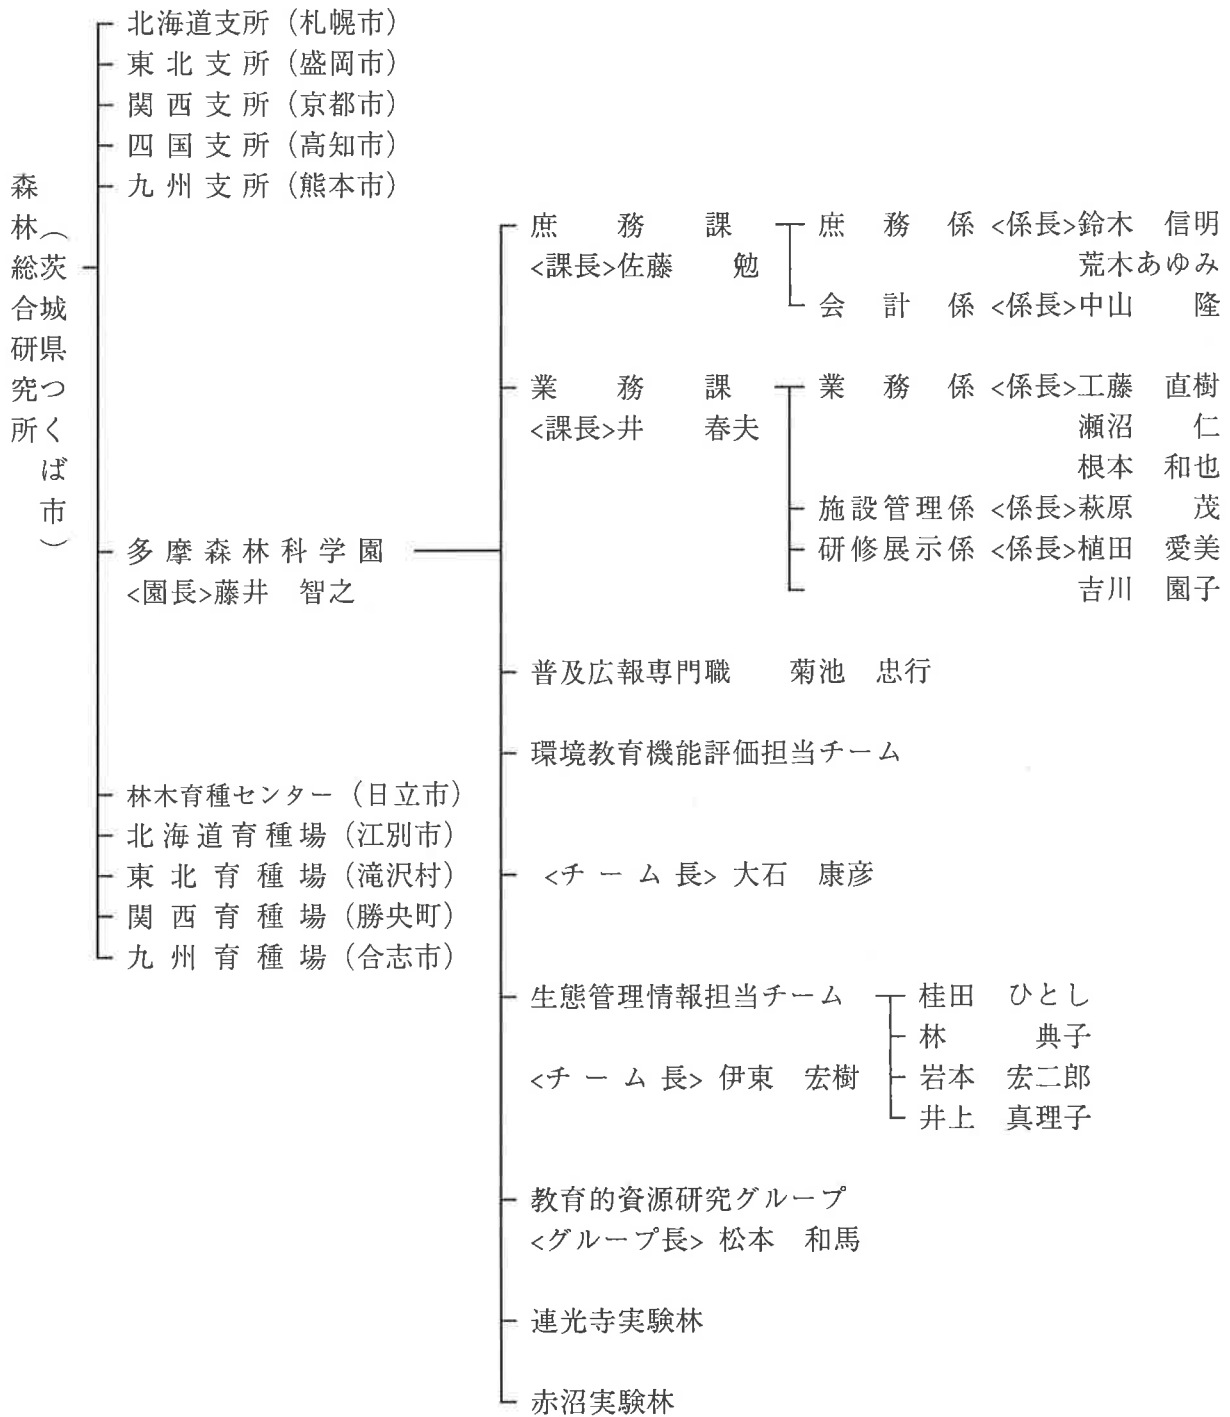 森林総合研究所
（茨城県つくば市）
北海道支所（札幌市）
東北支所（盛岡市）
関西支所（京都市）
四国支所（高知市）
九州支所（熊本市）
多摩森林科学園
<園長>藤井　智之
林木育種センター（日立市）
北海道育種場（江別市）
東北育種場（滝沢村）
関西育種場（勝央町）
九州育種場（合志市）
庶務課
<課長>佐藤　勉
庶務係 <係長>鈴木　信明
荒木あゆみ
会計係 <係長>中山　隆
業務課
<課長>井　春夫
業務係 <係長>工藤　直樹
瀬沼　仁
根本　和也
施設管理係 <係長>萩原　茂
研修展示係 <係長>植田　愛美
吉川　園子
普及広報専門職　菊池　忠行
環境教育機能評価担当チーム
<チーム長> 大石　康彦
生態管理情報担当チーム
<チーム長> 伊東　宏樹
桂田　ひとし
林　典子
岩本　宏二郎
井上　真理子
教育的資源研究グループ
<グループ長> 松本　和馬
連光寺実験林
赤沼実験林